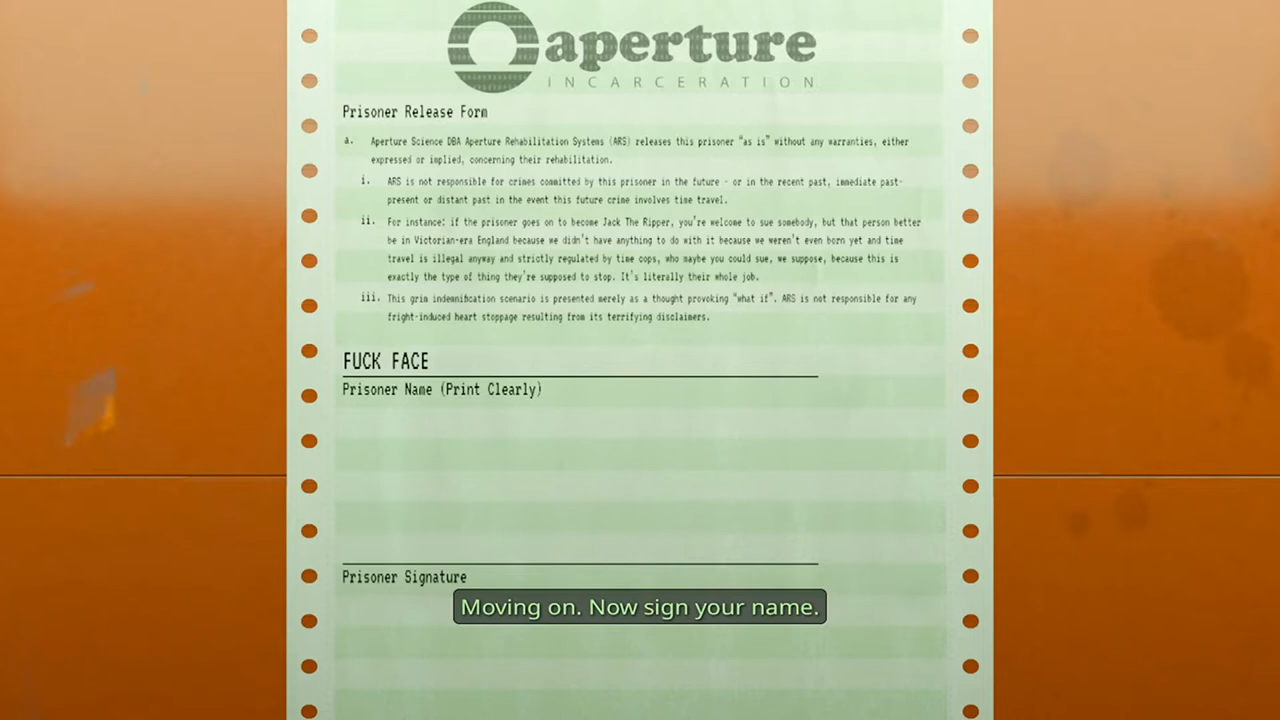 aperture
INCARCERATION
Prisoner Release Form
a. Aperture Science DBA Aperture Rehabilitation Systems (ARS) releases this prisoner "as is" without any warranties, either
expressed or implied, concerning their rehabilitation.
i. ARS is not responsible for crimes committed by this prisoner in the future - or in the recent past, immediate past-
present or distant past in the event this future crime involves time travel.
ii. For instance: if the prisoner goes on to become Jack The Ripper, you're welcome to sue somebody, but that person better
be in Victorian-era England because we didn't have anything to do with it because we weren't even born yet and time
travel is illegal anyway and strictly regulated by time cops, who maybe you could sue, we suppose, because this is
exactly the type of thing they're supposed to stop. It's literally their whole job.
iii. This grim indemnification scenario is presented merely as a thought provoking "what if". ARS is not responsible for any
fright-induced heart stoppage resulting from its terrifying disclaimers.
FUCK FACE
Prisoner Name (Print Clearly)
Prisoner Signature
Moving on. Now sign your name.